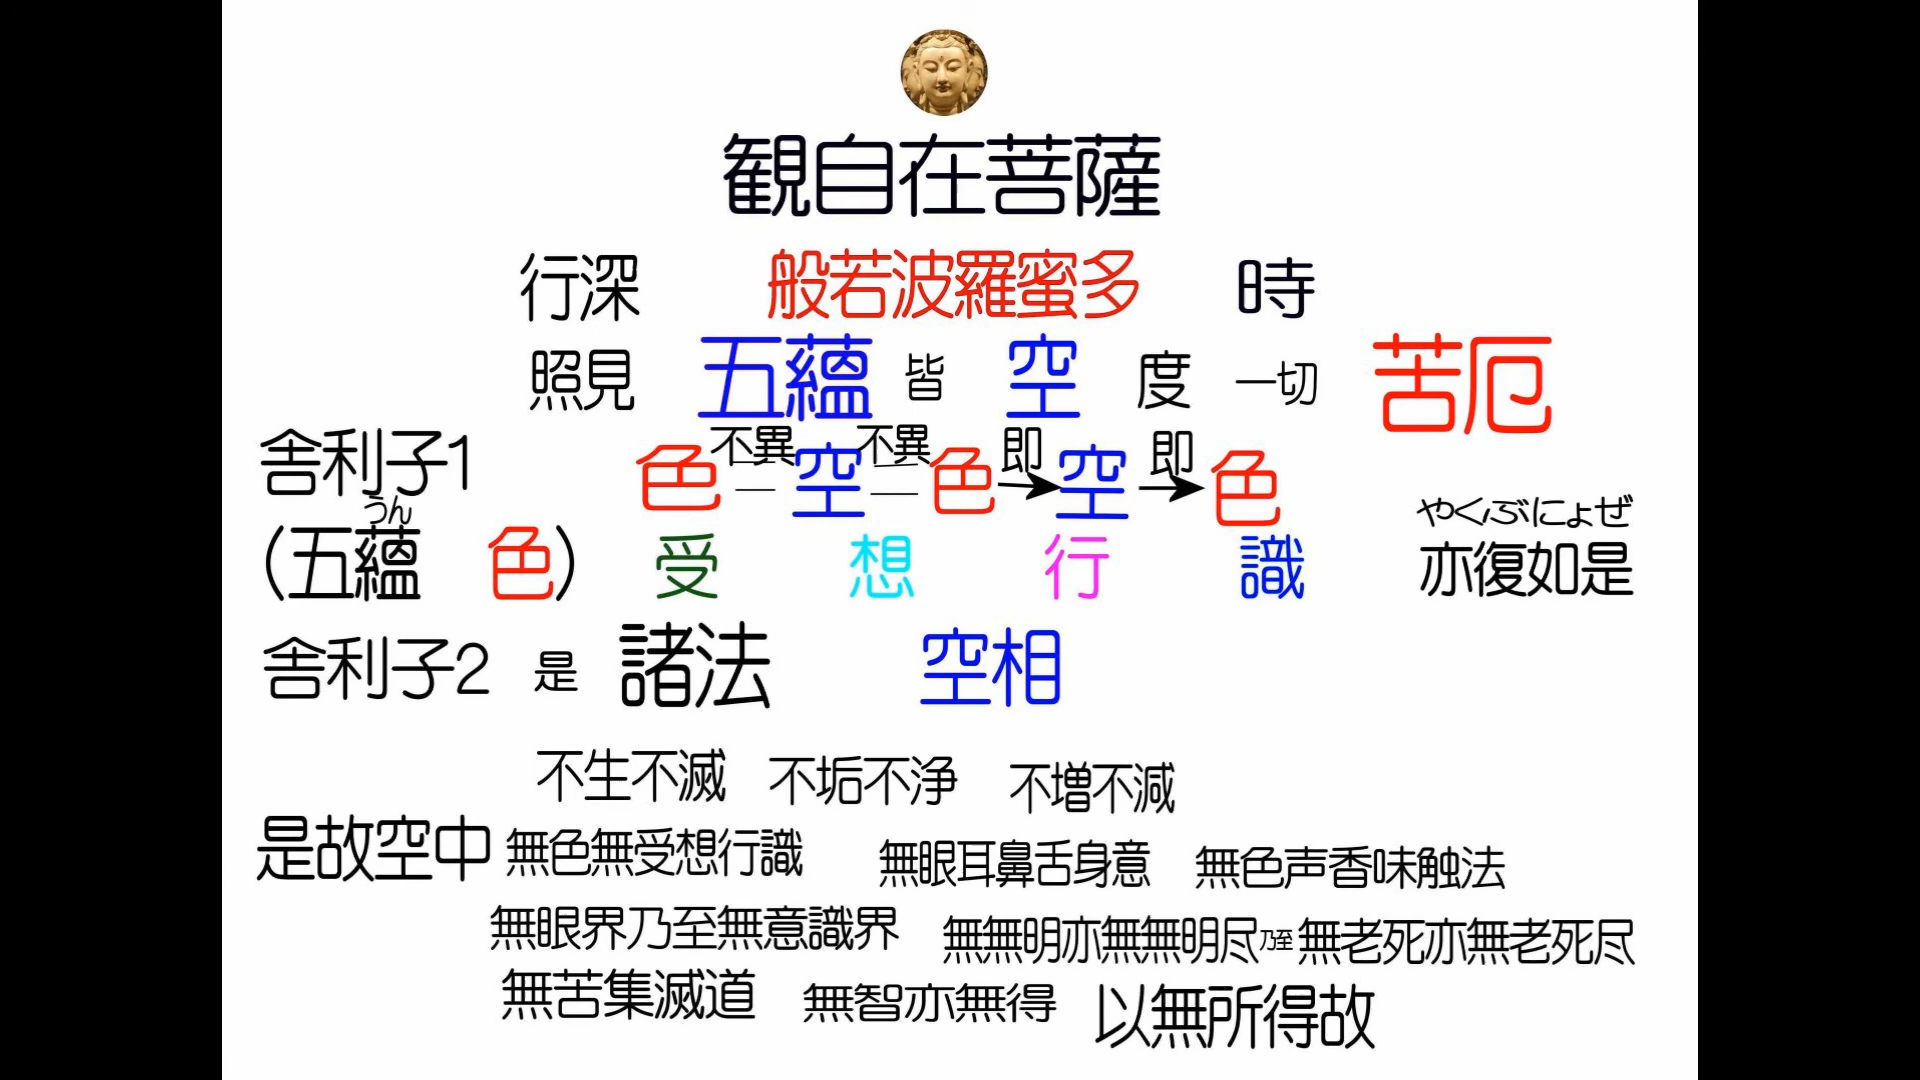 観自在菩薩
行深 般若波羅蜜多 時
照見 五蘊 皆 空 度 一切 苦厄
舎利子1 色 不異 空 不異 色 即 空 即 色
うん やくぶにょぜ
(五蘊 色) 受 想 行 識 亦復如是
舎利子2 是 諸法 空相
不生不滅 不垢不浄 不増不減
是故空中 無色無受想行識 無眼耳鼻舌身意 無色声香味触法
無眼界乃至無意識界 無無明亦無無明尽 乃至 無老死亦無老死尽
無苦集滅道 無智亦無得 以無所得故